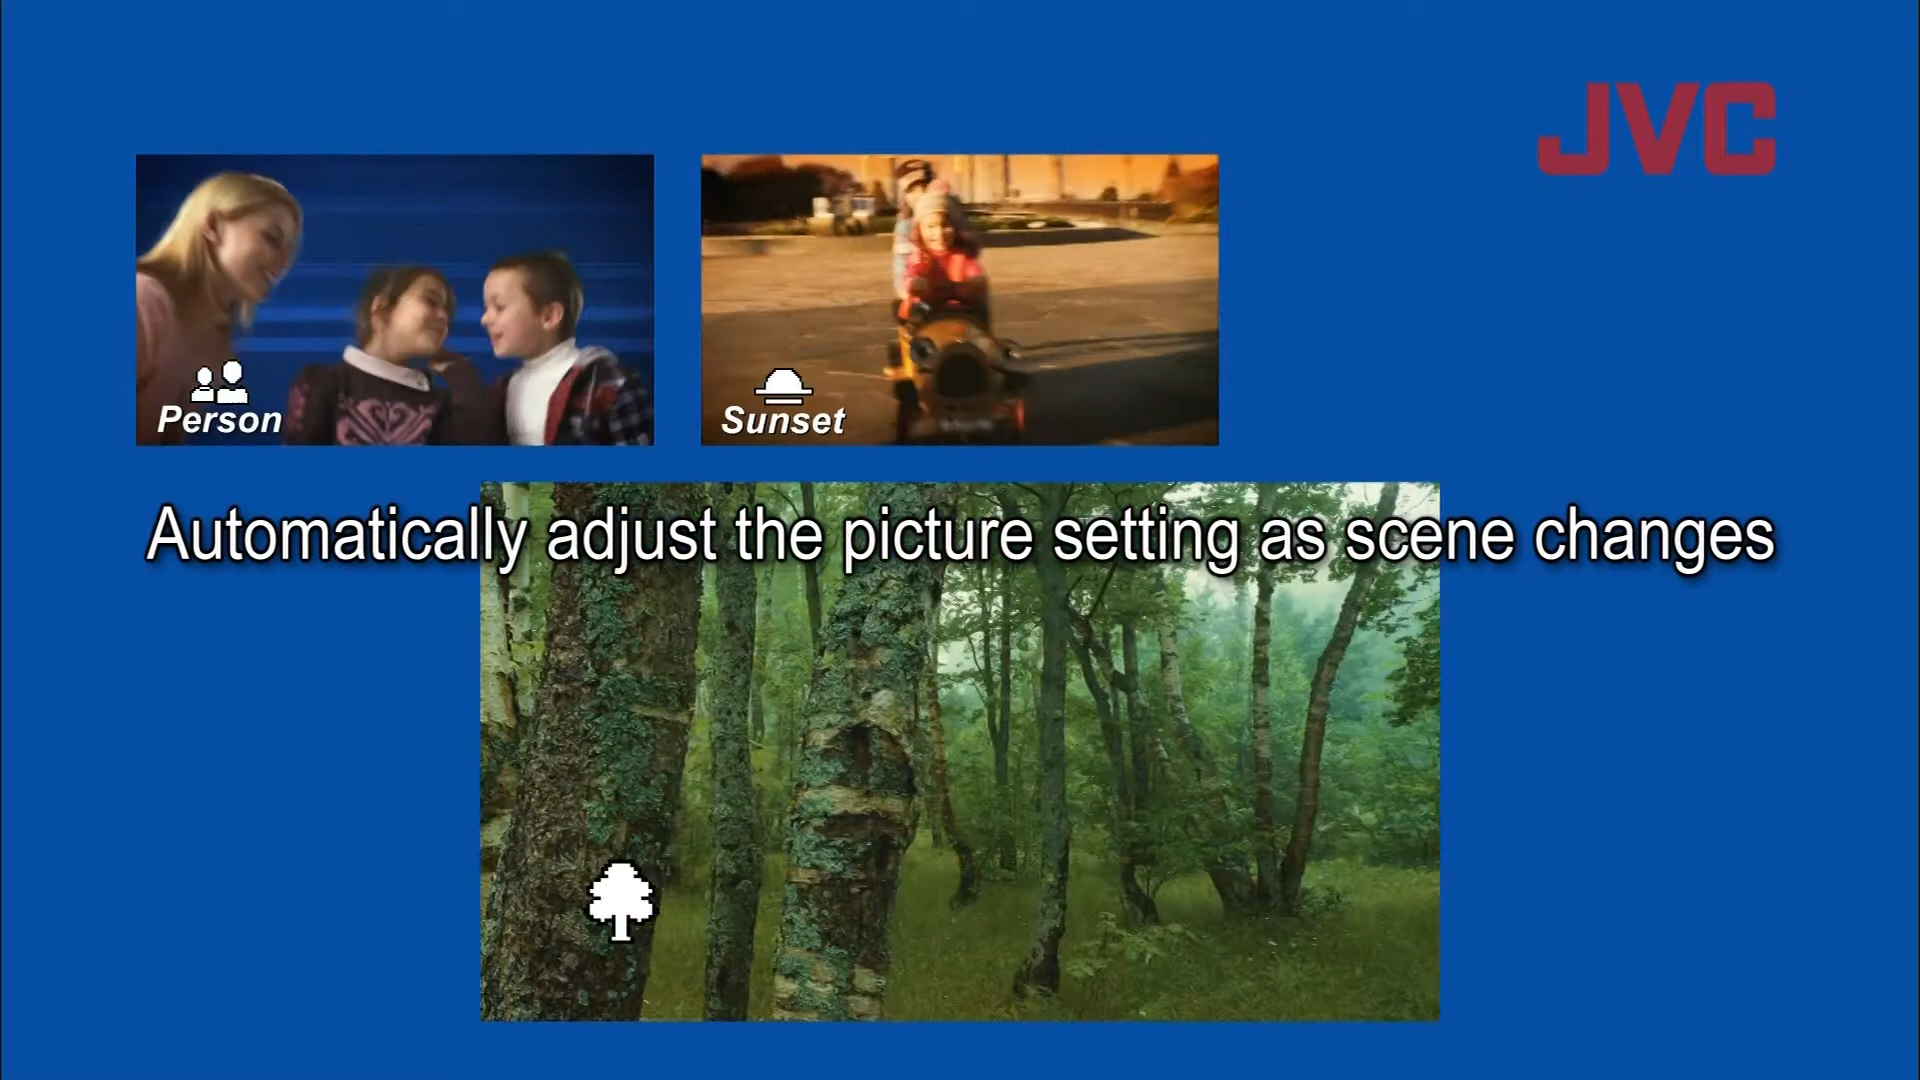 JVC
Person
Sunset
Automatically adjust the picture setting as scene changes